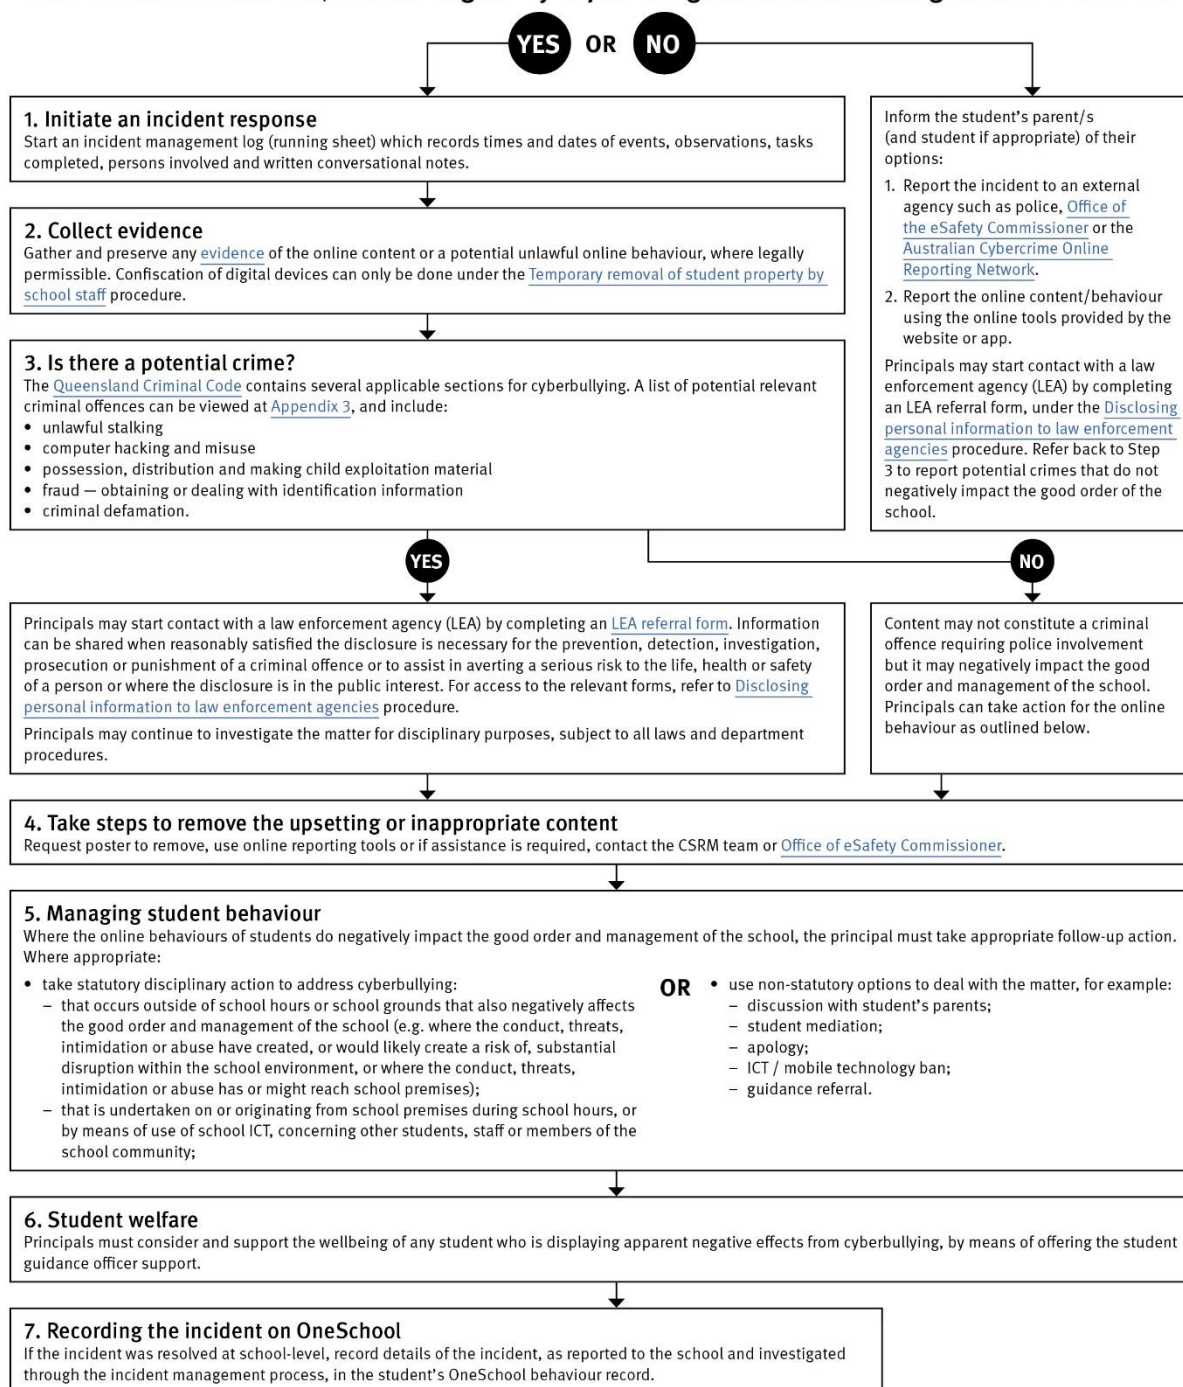 YES OR NO
1. Initiate an incident response
Start an incident management log (running sheet) which records times and dates of events, observations, tasks
completed, persons involved and written conversational notes.
2. Collect evidence
Gather and preserve any evidence of the online content or a potential unlawful online behaviour, where legally
permissible. Confiscation of digital devices can only be done under the Temporary removal of student property by
school staff procedure.
3. Is there a potential crime?
The Queensland Criminal Code contains several applicable sections for cyberbullying. A list of potential relevant
criminal offences can be viewed at Appendix 3, and include:
• unlawful stalking
• computer hacking and misuse
• possession, distribution and making child exploitation material
• fraud — obtaining or dealing with identification information
• criminal defamation.
Inform the student's parent/s
(and student if appropriate) of their
options:
1. Report the incident to an external
agency such as police, Office of
the eSafety Commissioner or the
Australian Cybercrime Online
Reporting Network.
2. Report the online content/behaviour
using the online tools provided by the
website or app.
Principals may start contact with a law
enforcement agency (LEA) by completing
an LEA referral form, under the Disclosing
personal information to law enforcement
agencies procedure. Refer back to Step
3 to report potential crimes that do not
negatively impact the good order of the
school.
YES
NO
Principals may start contact with a law enforcement agency (LEA) by completing an LEA referral form. Information
can be shared when reasonably satisfied the disclosure is necessary for the prevention, detection, investigation,
prosecution or punishment of a criminal offence or to assist in averting a serious risk to the life, health or safety
of a person or where the disclosure is in the public interest. For access to the relevant forms, refer to Disclosing
personal information to law enforcement agencies procedure.
Principals may continue to investigate the matter for disciplinary purposes, subject to all laws and department
procedures.
Content may not constitute a criminal
offence requiring police involvement
but it may negatively impact the good
order and management of the school.
Principals can take action for the online
behaviour as outlined below.
4. Take steps to remove the upsetting or inappropriate content
Request poster to remove, use online reporting tools or if assistance is required, contact the CSRM team or Office of eSafety Commissioner.
5. Managing student behaviour
Where the online behaviours of students do negatively impact the good order and management of the school, the principal must take appropriate follow-up action.
Where appropriate:
• take statutory disciplinary action to address cyberbullying:
– that occurs outside of school hours or school grounds that also negatively affects
the good order and management of the school (e.g. where the conduct, threats,
intimidation or abuse have created, or would likely create a risk of, substantial
disruption within the school environment, or where the conduct, threats,
intimidation or abuse has or might reach school premises);
– that is undertaken on or originating from school premises during school hours, or
by means of use of school ICT, concerning other students, staff or members of the
school community;
OR
• use non-statutory options to deal with the matter, for example:
– discussion with student's parents;
– student mediation;
– apology;
– ICT / mobile technology ban;
– guidance referral.
6. Student welfare
Principals must consider and support the wellbeing of any student who is displaying apparent negative effects from cyberbullying, by means of offering the student
guidance officer support.
7. Recording the incident on OneSchool
If the incident was resolved at school-level, record details of the incident, as reported to the school and investigated
through the incident management process, in the student's OneSchool behaviour record.